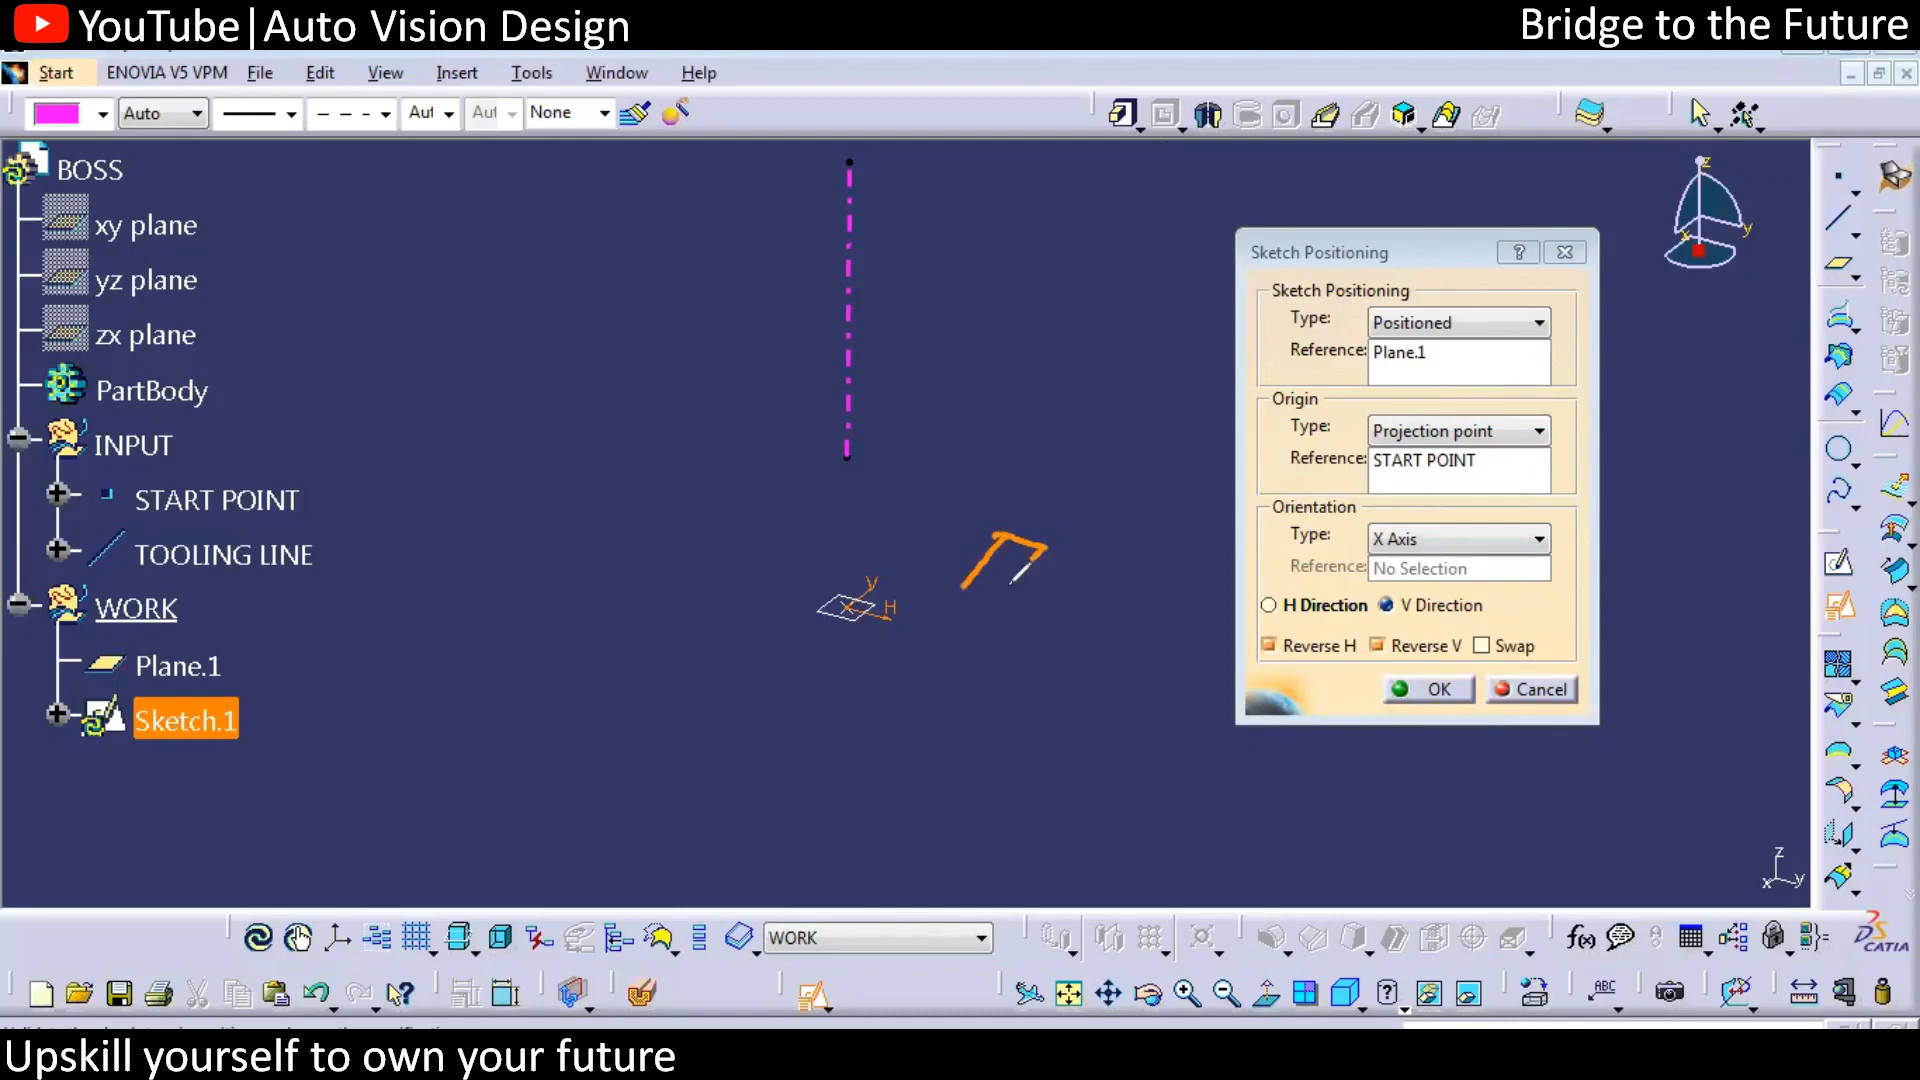 YouTube|Auto Vision Design
Bridge to the Future
Start ENOVIA V5 VPM File Edit View Insert Tools Window Help
Auto Aut Aut None
BOSS
xy plane
yz plane
zx plane
PartBody
INPUT
START POINT
TOOLING LINE
WORK
Plane.1
Sketch.1
V
H
z
y
x
Sketch Positioning
Sketch Positioning
Type: Positioned
Reference: Plane.1
Origin
Type: Projection point
Reference: START POINT
Orientation
Type: X Axis
Reference: No Selection
H Direction V Direction
Reverse H Reverse V Swap
OK Cancel
z
x y
WORK
f(x)
DS
CATIA
ABC
Upskill yourself to own your future